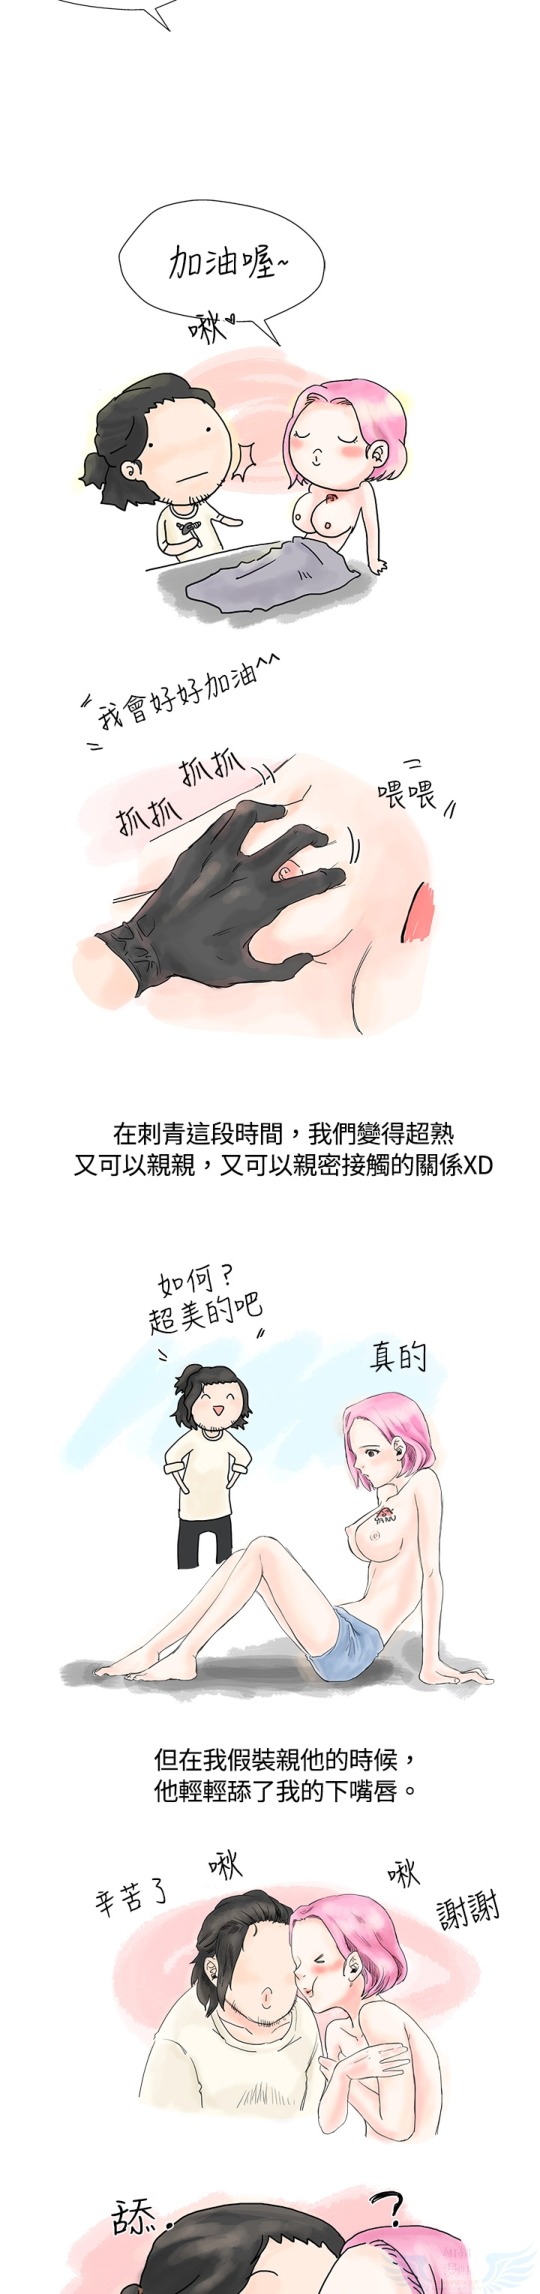 加油喔~
啾♥
我會好好加油^^
抓抓
抓抓
喂喂
在刺青這段時間，我們變得超熟
又可以親親，又可以親密接觸的關係XD
如何？
超美的吧
真的
但在我假裝親他的時候，
他輕輕舔了我的下嘴唇。
啾
辛苦了
啾
謝謝
舔.
?